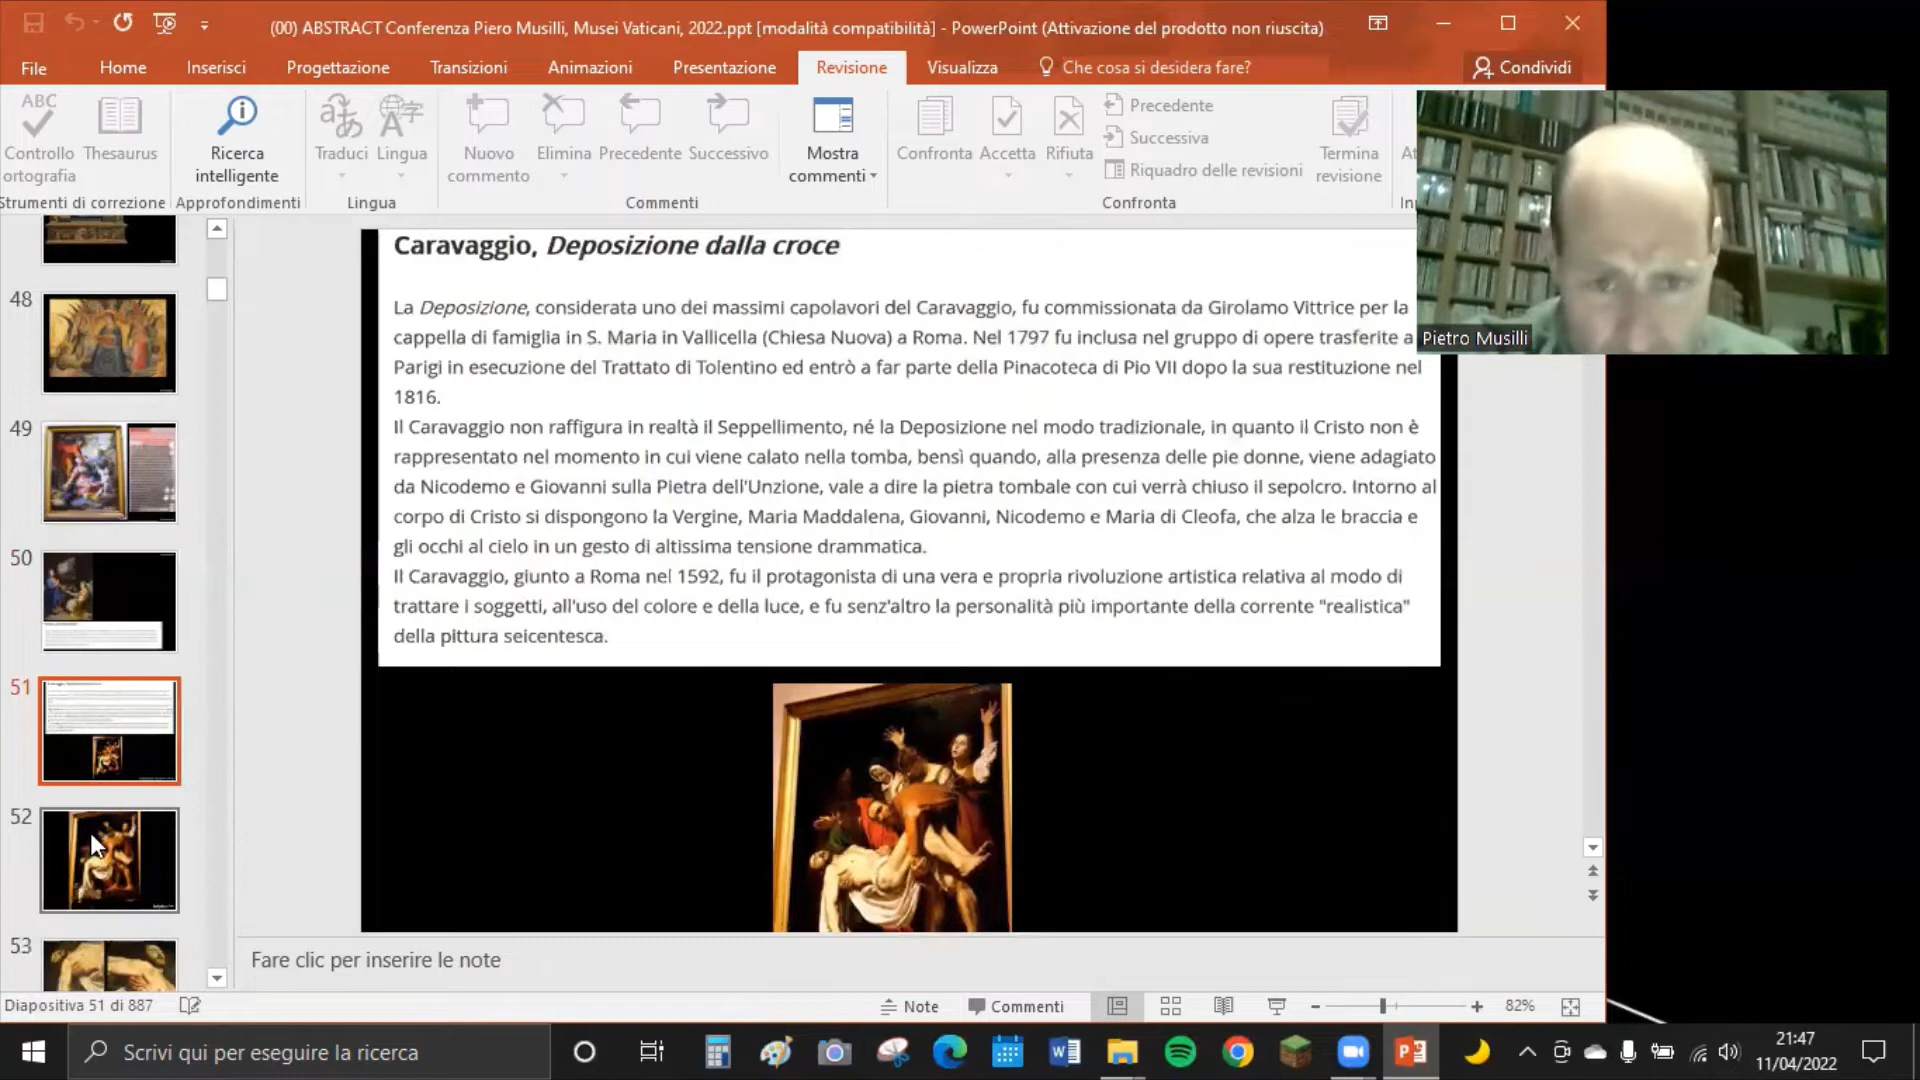 (00) ABSTRACT Conferenza Piero Musilli, Musei Vaticani, 2022.ppt [modalità compatibilità] - PowerPoint (Attivazione del prodotto non riuscita)
File Home Inserisci Progettazione Transizioni Animazioni Presentazione Revisione Visualizza Che cosa si desidera fare? Condividi
ABC
Controllo ortografia
Thesaurus
Ricerca intelligente
Traduci
Lingua
Nuovo commento
Elimina
Precedente
Successivo
Mostra commenti
Confronta
Accetta
Rifiuta
Precedente
Successiva
Riquadro delle revisioni
Termina revisione
Strumenti di correzione Approfondimenti Lingua Commenti Confronta
Pietro Musilli
48
49
50
51
52
53
Caravaggio, Deposizione dalla croce
La Deposizione, considerata uno dei massimi capolavori del Caravaggio, fu commissionata da Girolamo Vittrice per la
cappella di famiglia in S. Maria in Vallicella (Chiesa Nuova) a Roma. Nel 1797 fu inclusa nel gruppo di opere trasferite a
Parigi in esecuzione del Trattato di Tolentino ed entrò a far parte della Pinacoteca di Pio VII dopo la sua restituzione nel
1816.
Il Caravaggio non raffigura in realtà il Seppellimento, né la Deposizione nel modo tradizionale, in quanto il Cristo non è
rappresentato nel momento in cui viene calato nella tomba, bensì quando, alla presenza delle pie donne, viene adagiato
da Nicodemo e Giovanni sulla Pietra dell'Unzione, vale a dire la pietra tombale con cui verrà chiuso il sepolcro. Intorno al
corpo di Cristo si dispongono la Vergine, Maria Maddalena, Giovanni, Nicodemo e Maria di Cleofa, che alza le braccia e
gli occhi al cielo in un gesto di altissima tensione drammatica.
Il Caravaggio, giunto a Roma nel 1592, fu il protagonista di una vera e propria rivoluzione artistica relativa al modo di
trattare i soggetti, all'uso del colore e della luce, e fu senz'altro la personalità più importante della corrente "realistica"
della pittura seicentesca.
Fare clic per inserire le note
Diapositiva 51 di 887 Note Commenti 82%
Scrivi qui per eseguire la ricerca
21:47
11/04/2022